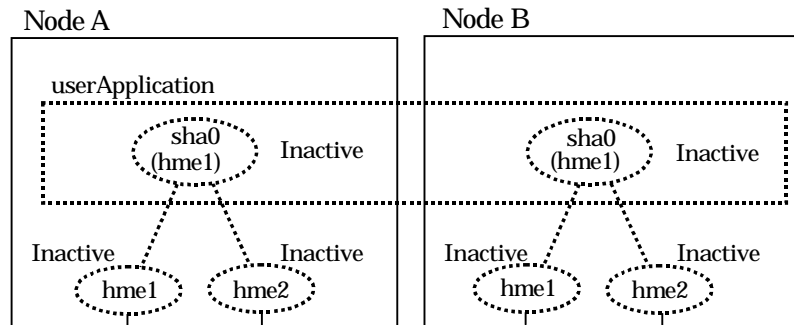 Node A
Node B
userApplication
sha0
(hme1)
Inactive
sha0
(hme1)
Inactive
Inactive
Inactive
Inactive
Inactive
hme1
hme2
hme1
hme2